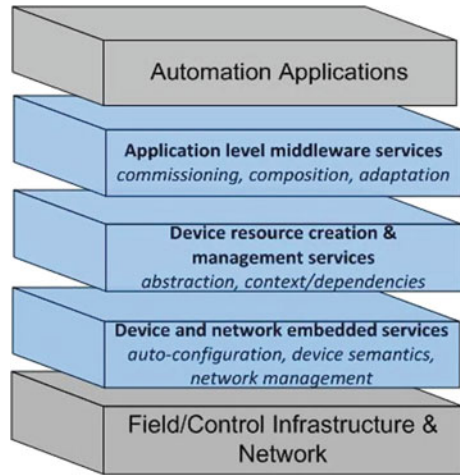 Automation Applications
Application level middleware services
commissioning, composition, adaptation
Device resource creation &
management services
abstraction, context/dependencies
Device and network embedded services
auto-configuration, device semantics,
network management
Field/Control Infrastructure &
Network